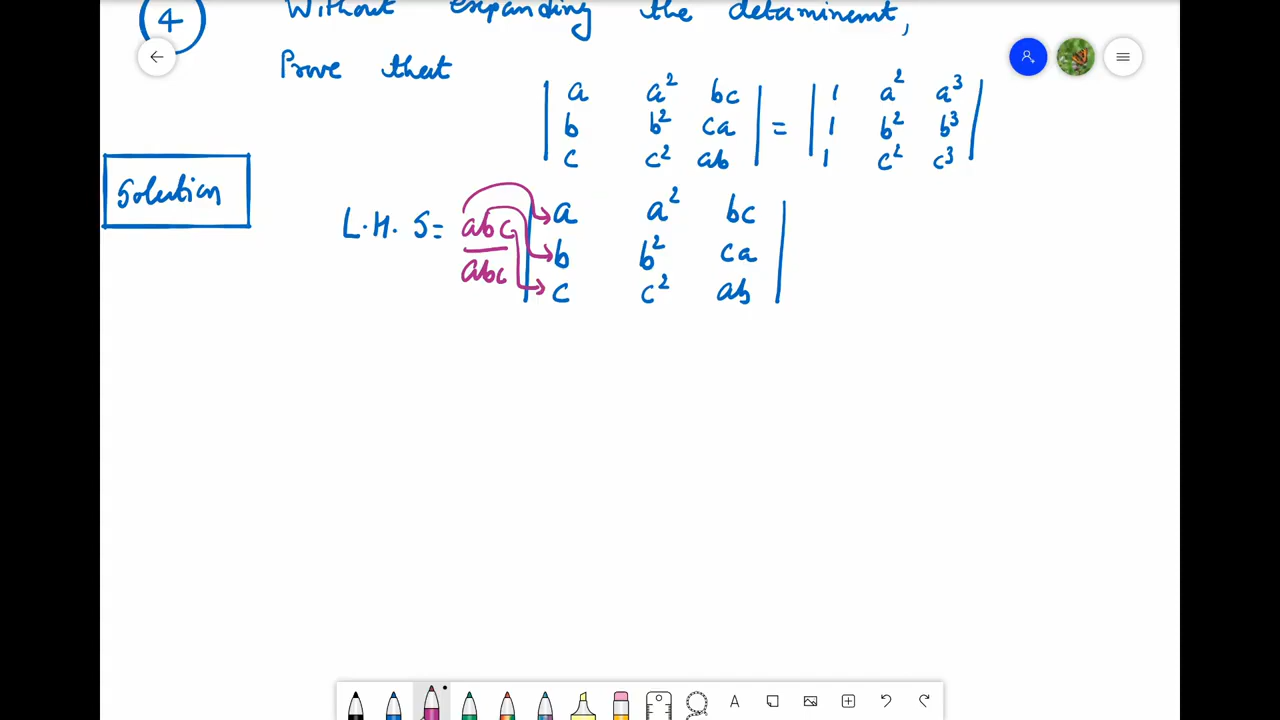 4 Without expanding the determinent,
Prove that
| a a² bc | = | 1 a² a³ |
| b b² ca | | 1 b² b³ |
| c c² ab | | 1 c² c³ |
Solution
L.H.S = abc/abc | a a² bc |
| b b² ca |
| c c² ab |
A